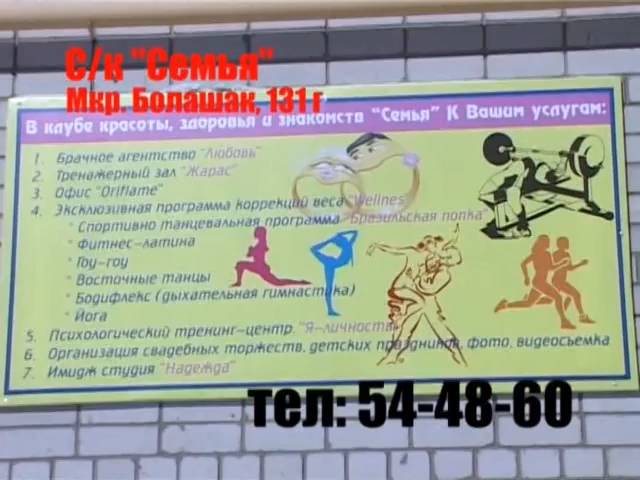 С/к "Семья"
Мкр. Болашак, 131 г
В клубе красоты, здоровья и знакомств "Семья" К Вашим услугам:
1. Брачное агентство "Любовь"
2. Тренажерный зал "Жарас"
3. Офис "Oriflame"
4. Эксклюзивная программа коррекций веса "Wellnes
* Спортивно танцевальная программа "Бразильская попка"
* Фитнес-латина
* Гоу-гоу
* Восточные танцы
* Бодифлекс (дыхательная гимнастика)
* Йога
5. Психологический тренинг-центр "Я-личность
6. Организация свадебных торжеств, детских праздников, фото, видеосъемка
7. Имидж студия "Надежда"
тел: 54-48-60